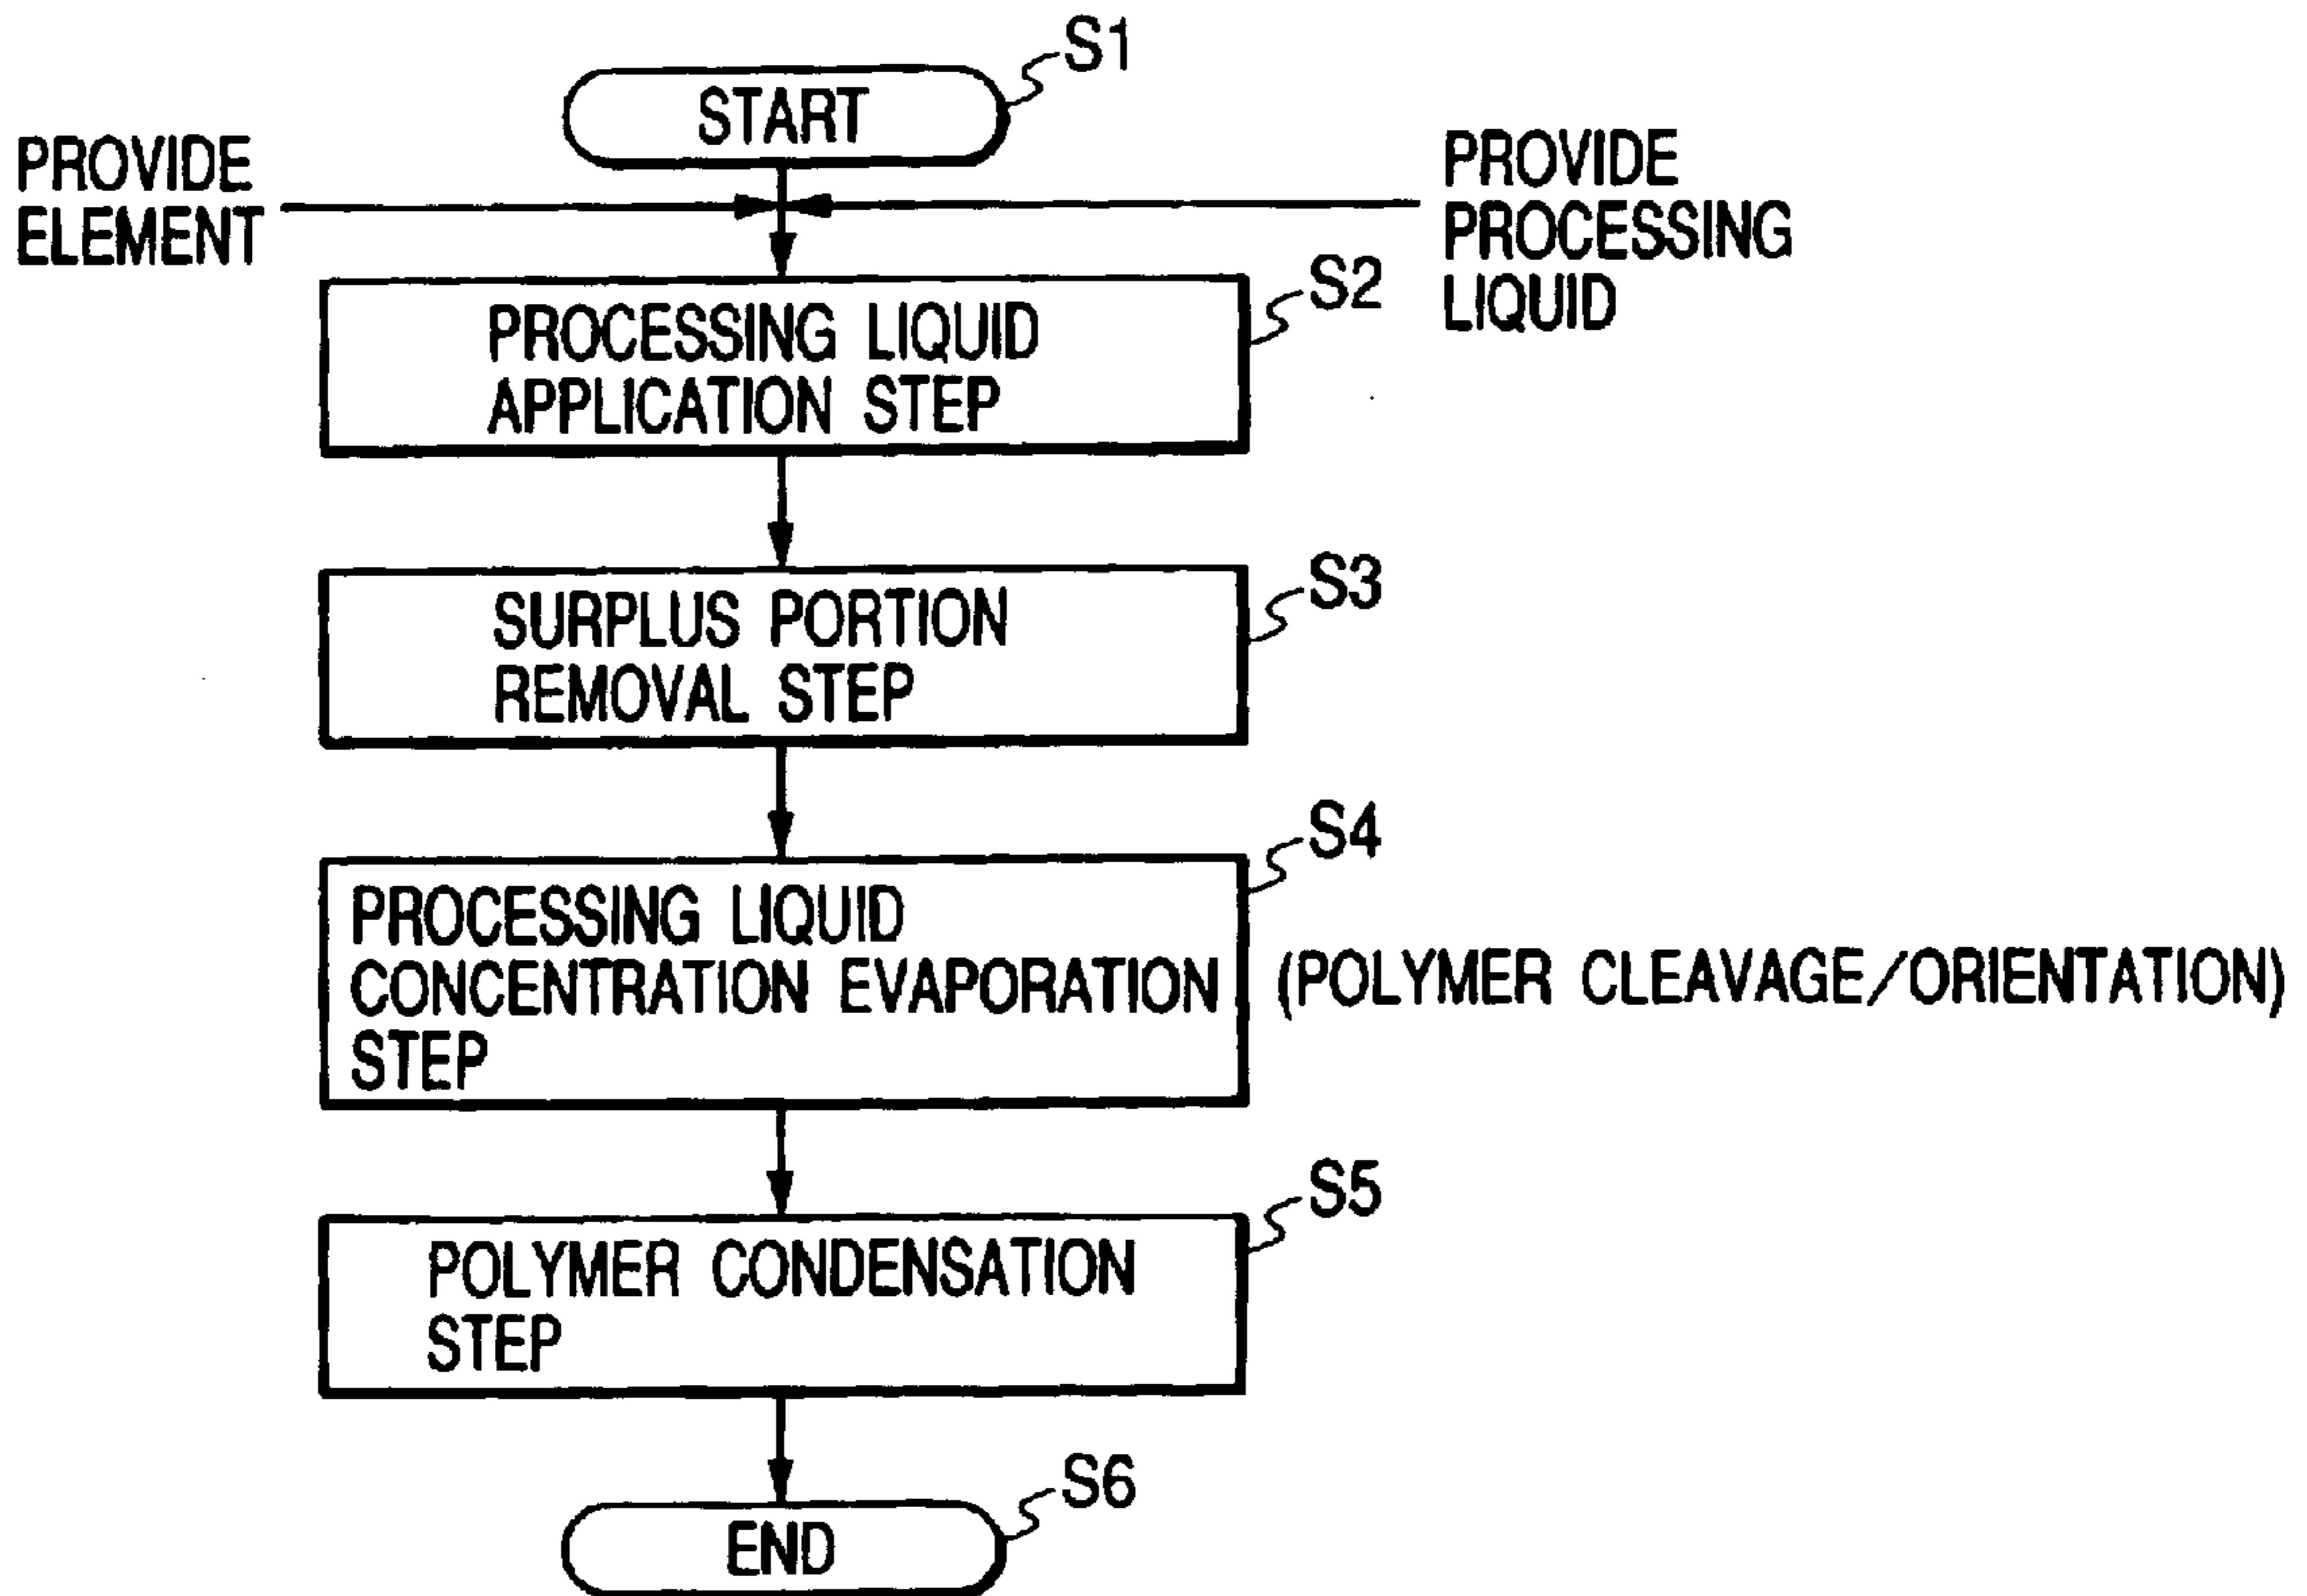 S1
START
PROVIDE
ELEMENT
PROVIDE
PROCESSING
LIQUID
S2
PROCESSING LIQUID
APPLICATION STEP
S3
SURPLUS PORTION
REMOVAL STEP
S4
PROCESSING LIQUID
CONCENTRATION EVAPORATION
STEP
(POLYMER CLEAVAGE/ORIENTATION)
S5
POLYMER CONDENSATION
STEP
S6
END